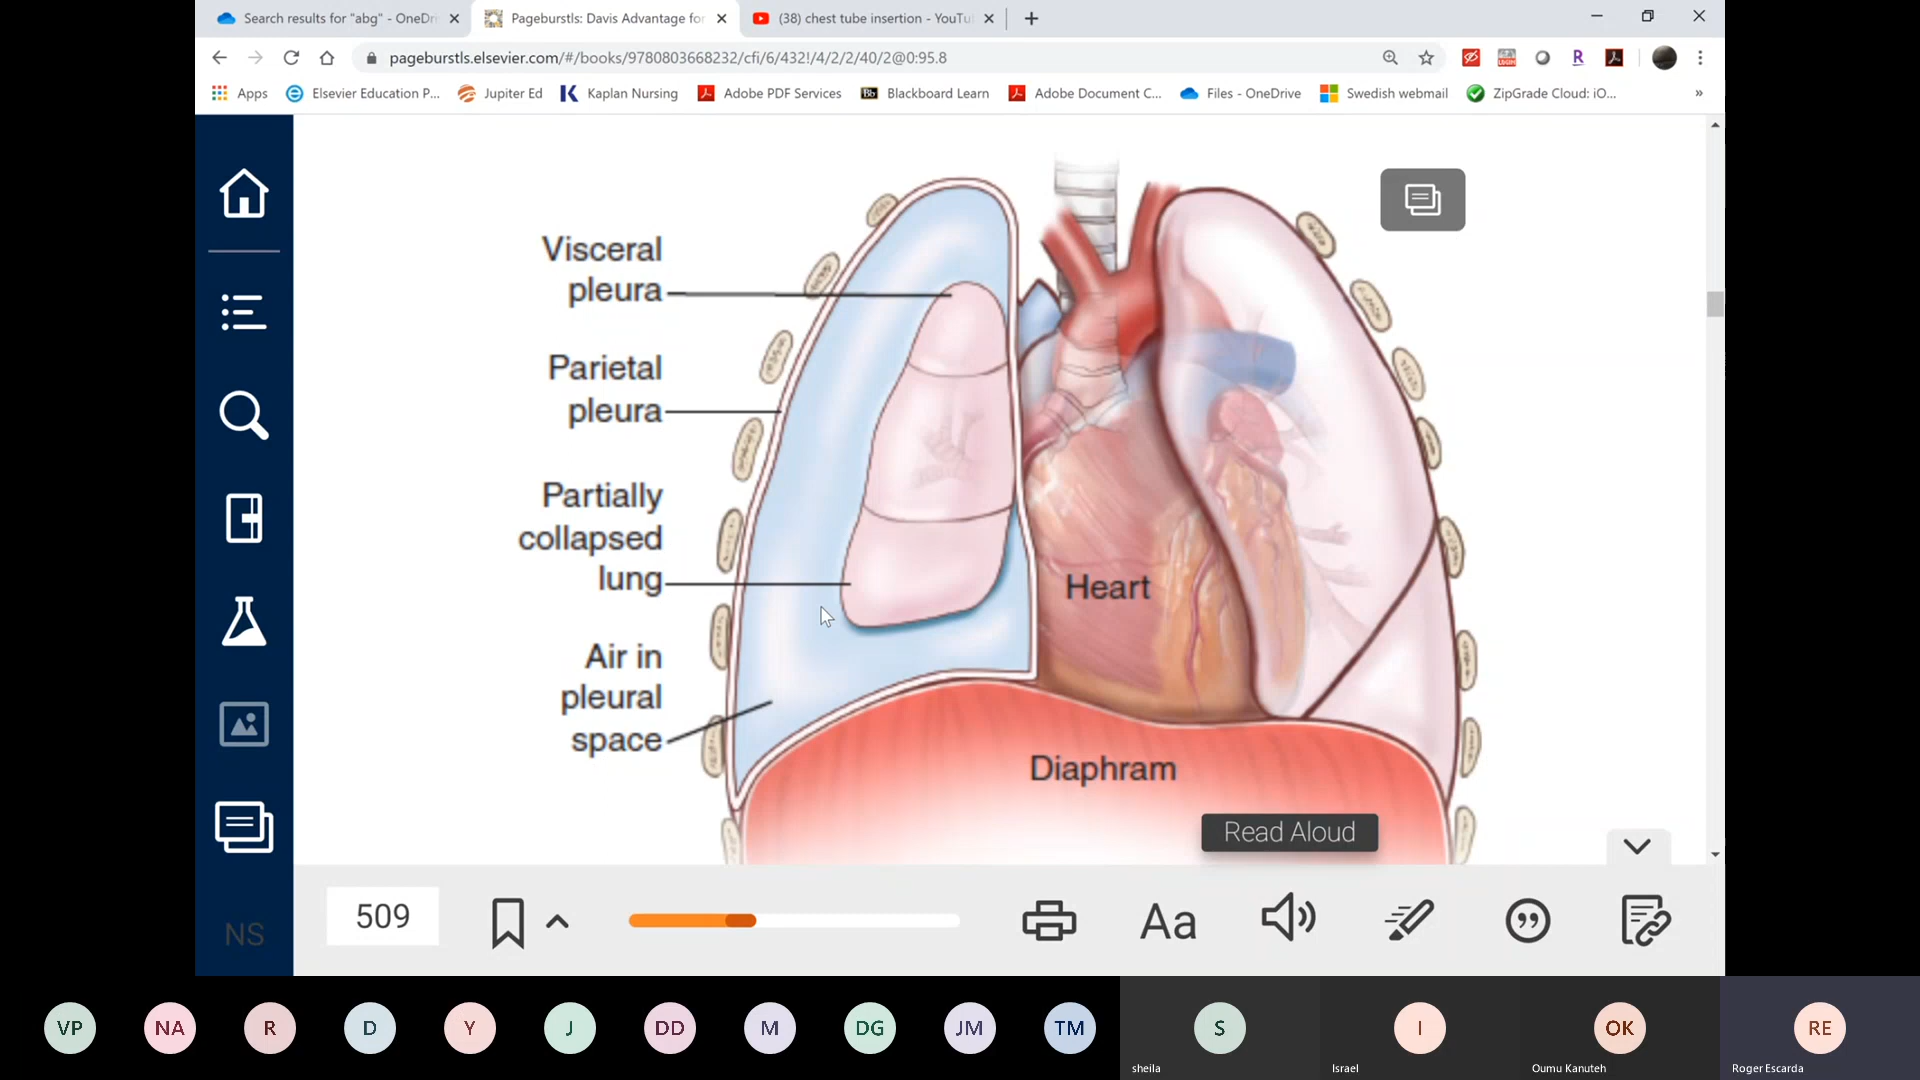 Search results for "abg" - OneDri
Pageburstls: Davis Advantage for
(38) chest tube insertion - YouTu
pageburstls.elsevier.com/#/books/9780803668232/cfi/6/432!/4/2/2/40/2@0:95.8
R
Apps
Elsevier Education P...
Jupiter Ed
Kaplan Nursing
Adobe PDF Services
Bb
Blackboard Learn
Adobe Document C...
Files - OneDrive
Swedish webmail
ZipGrade Cloud: iO...
»
Visceral
pleura
Parietal
pleura
Partially
collapsed
lung
Air in
pleural
space
Heart
Diaphram
Read Aloud
NS
509
Aa
VP
NA
R
D
Y
J
DD
M
DG
JM
TM
S
sheila
I
Israel
OK
Oumu Kanuteh
RE
Roger Escarda